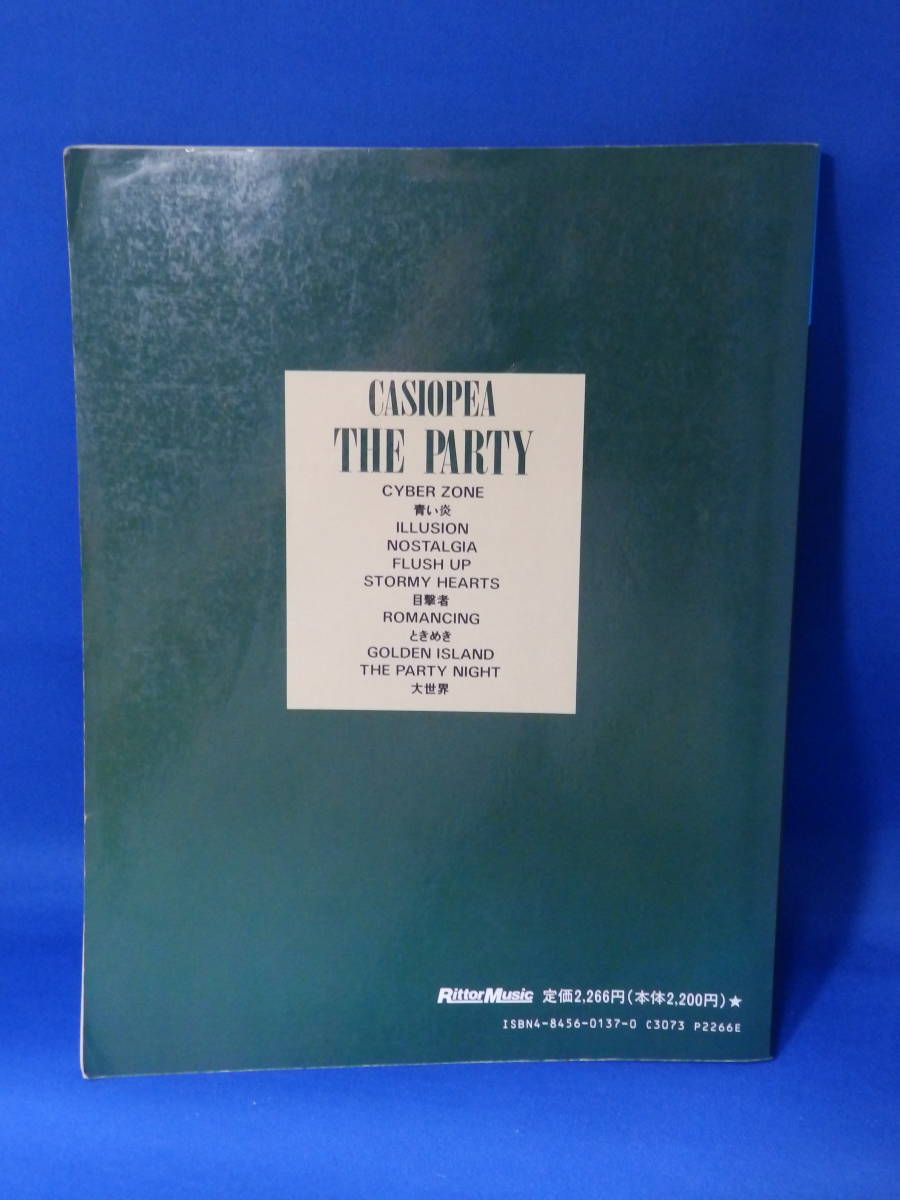 CASIOPEA
THE PARTY
CYBER ZONE
青い炎
ILLUSION
NOSTALGIA
FLUSH UP
STORMY HEARTS
目撃者
ROMANCING
ときめき
GOLDEN ISLAND
THE PARTY NIGHT
大世界
RittorMusic 定価2,266円(本体2,200円)★
ISBN4-8456-0137-0 C3073 P2266E